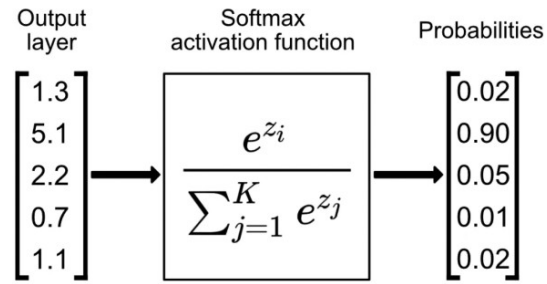 Output
layer
Softmax
activation function
Probabilities
1.3
5.1
2.2
0.7
1.1
e^{z_i}
∑_{j=1}^{K} e^{z_j}
0.02
0.90
0.05
0.01
0.02